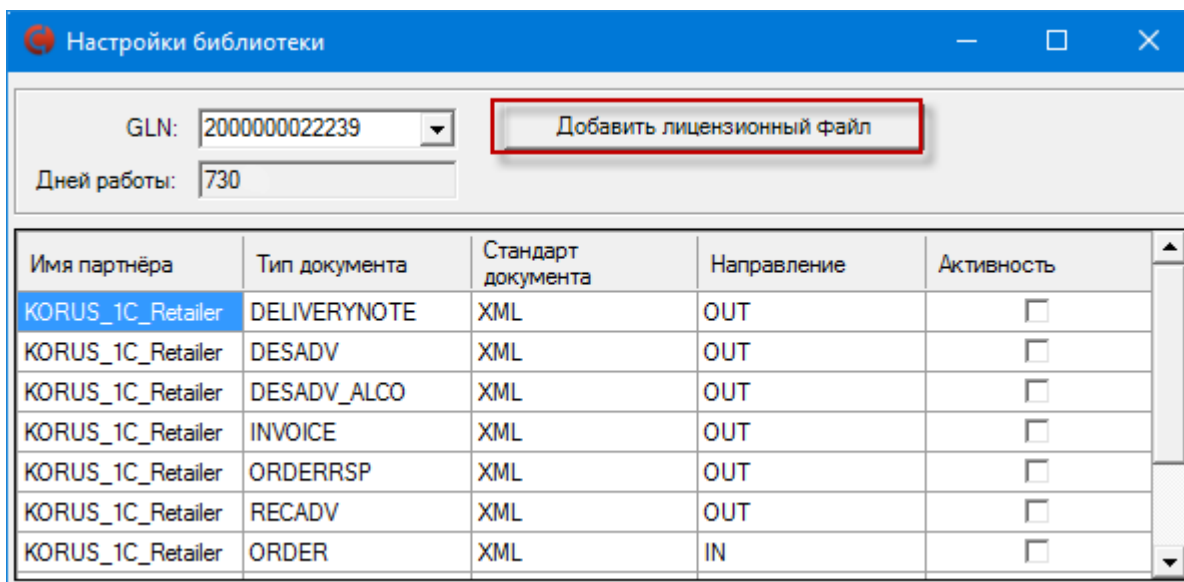 Настройки библиотеки
GLN: 2000000022239 Добавить лицензионный файл
Дней работы: 730
Имя партнёра Тип документа Стандарт документа Направление Активность
KORUS_1C_Retailer DELIVERYNOTE XML OUT
KORUS_1C_Retailer DESADV XML OUT
KORUS_1C_Retailer DESADV_ALCO XML OUT
KORUS_1C_Retailer INVOICE XML OUT
KORUS_1C_Retailer ORDERRSP XML OUT
KORUS_1C_Retailer RECADV XML OUT
KORUS_1C_Retailer ORDER XML IN